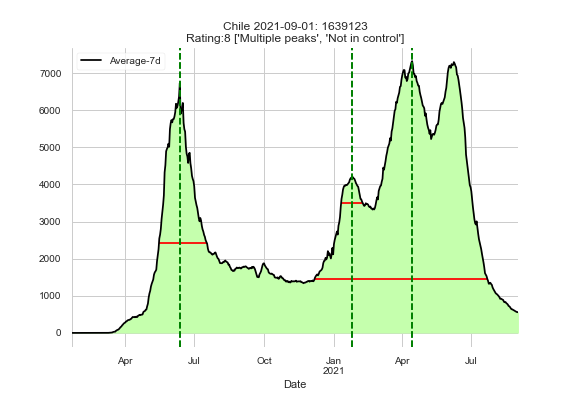 Chile 2021-09-01: 1639123
Rating:8 ['Multiple peaks', 'Not in control']
Average-7d
7000
6000
5000
4000
3000
2000
1000
0
Apr Jul Oct Jan Apr Jul
2021
Date